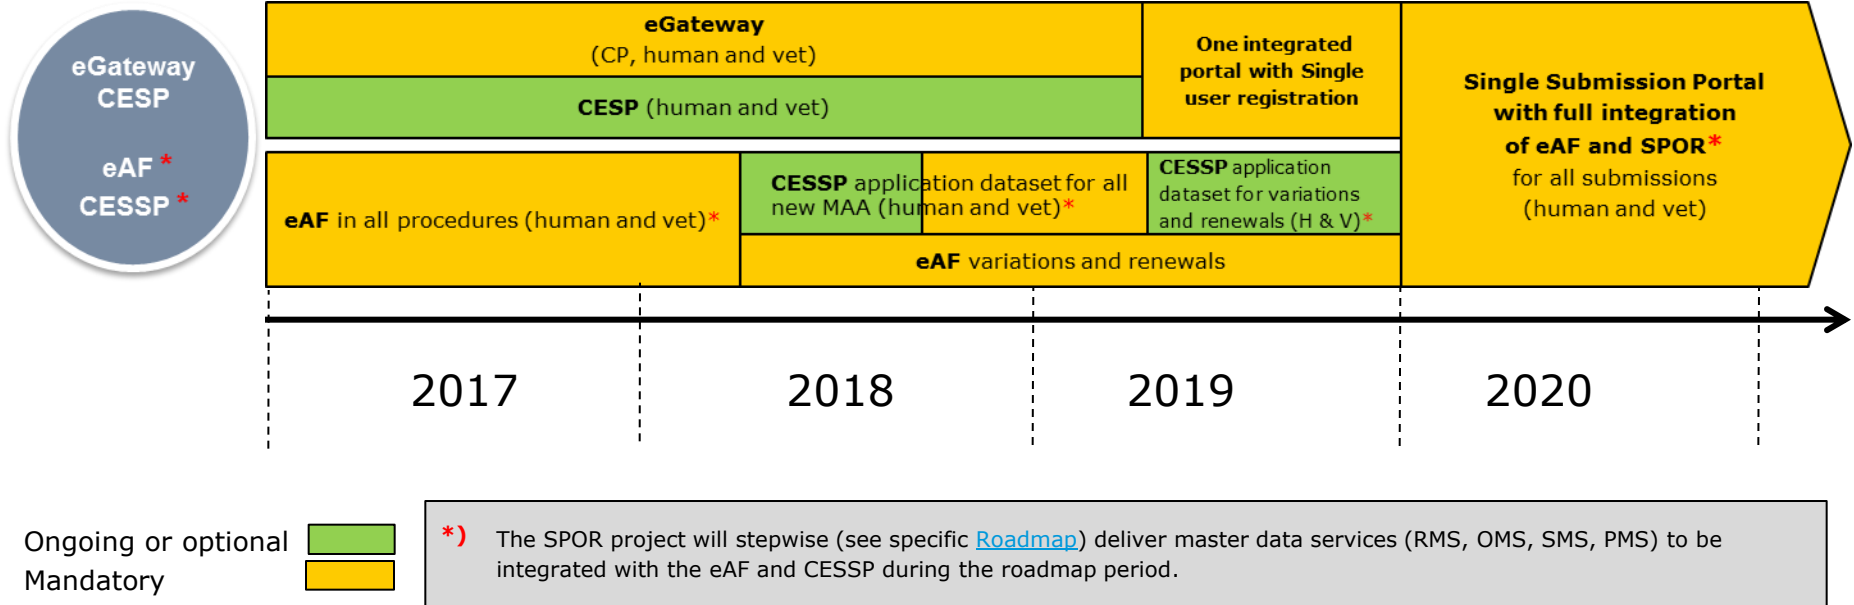 eGateway
CESP
eAF *
CESSP *
eGateway
(CP, human and vet)
CESP (human and vet)
One integrated
portal with Single
user registration
Single Submission Portal
with full integration
of eAF and SPOR*
for all submissions
(human and vet)
eAF in all procedures (human and vet)*
CESSP application dataset for all
new MAA (human and vet)*
CESSP application
dataset for variations
and renewals (H & V)*
eAF variations and renewals
2017
2018
2019
2020
Ongoing or optional
Mandatory
*) The SPOR project will stepwise (see specific Roadmap) deliver master data services (RMS, OMS, SMS, PMS) to be
integrated with the eAF and CESSP during the roadmap period.